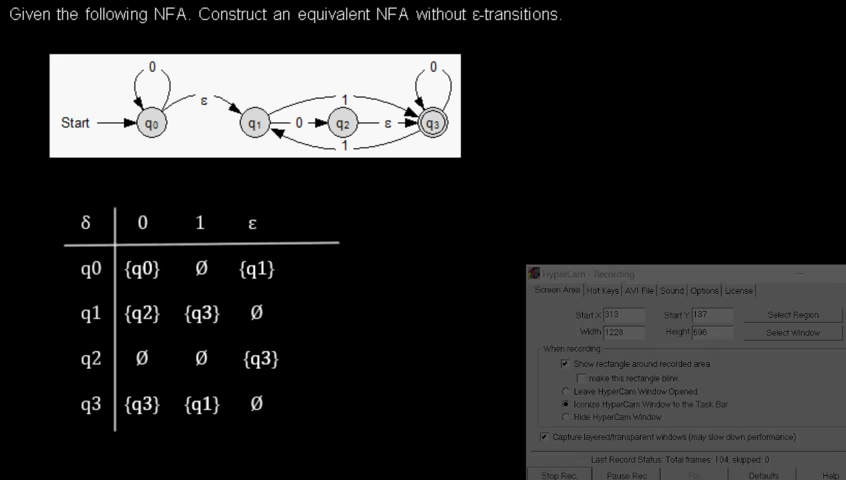 Given the following NFA. Construct an equivalent NFA without ε-transitions.
0 0
ε 1
Start q0 q1 0 q2 ε q3
1
δ 0 1 ε
q0 {q0} Ø {q1}
q1 {q2} {q3} Ø
q2 Ø Ø {q3}
q3 {q3} {q1} Ø
HyperCam - Recording
Screen Area Hot Keys AVI File Sound Options License
Start X 313 Start Y 137 Select Region
Width 1228 Height 696 Select Window
When recording
Show rectangle around recorded area
make this rectangle blink
Leave HyperCam Window Opened
Iconize HyperCam Window to the Task Bar
Hide HyperCam Window
Capture layered/transparent windows (may slow down performance)
Last Record Status: Total frames: 104, skipped: 0
Stop Rec. Pause Rec. Defaults Help